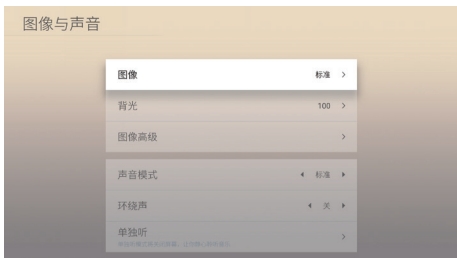 图像与声音
图像 标准
背光 100
图像高级
声音模式 标准
环绕声 关
单独听